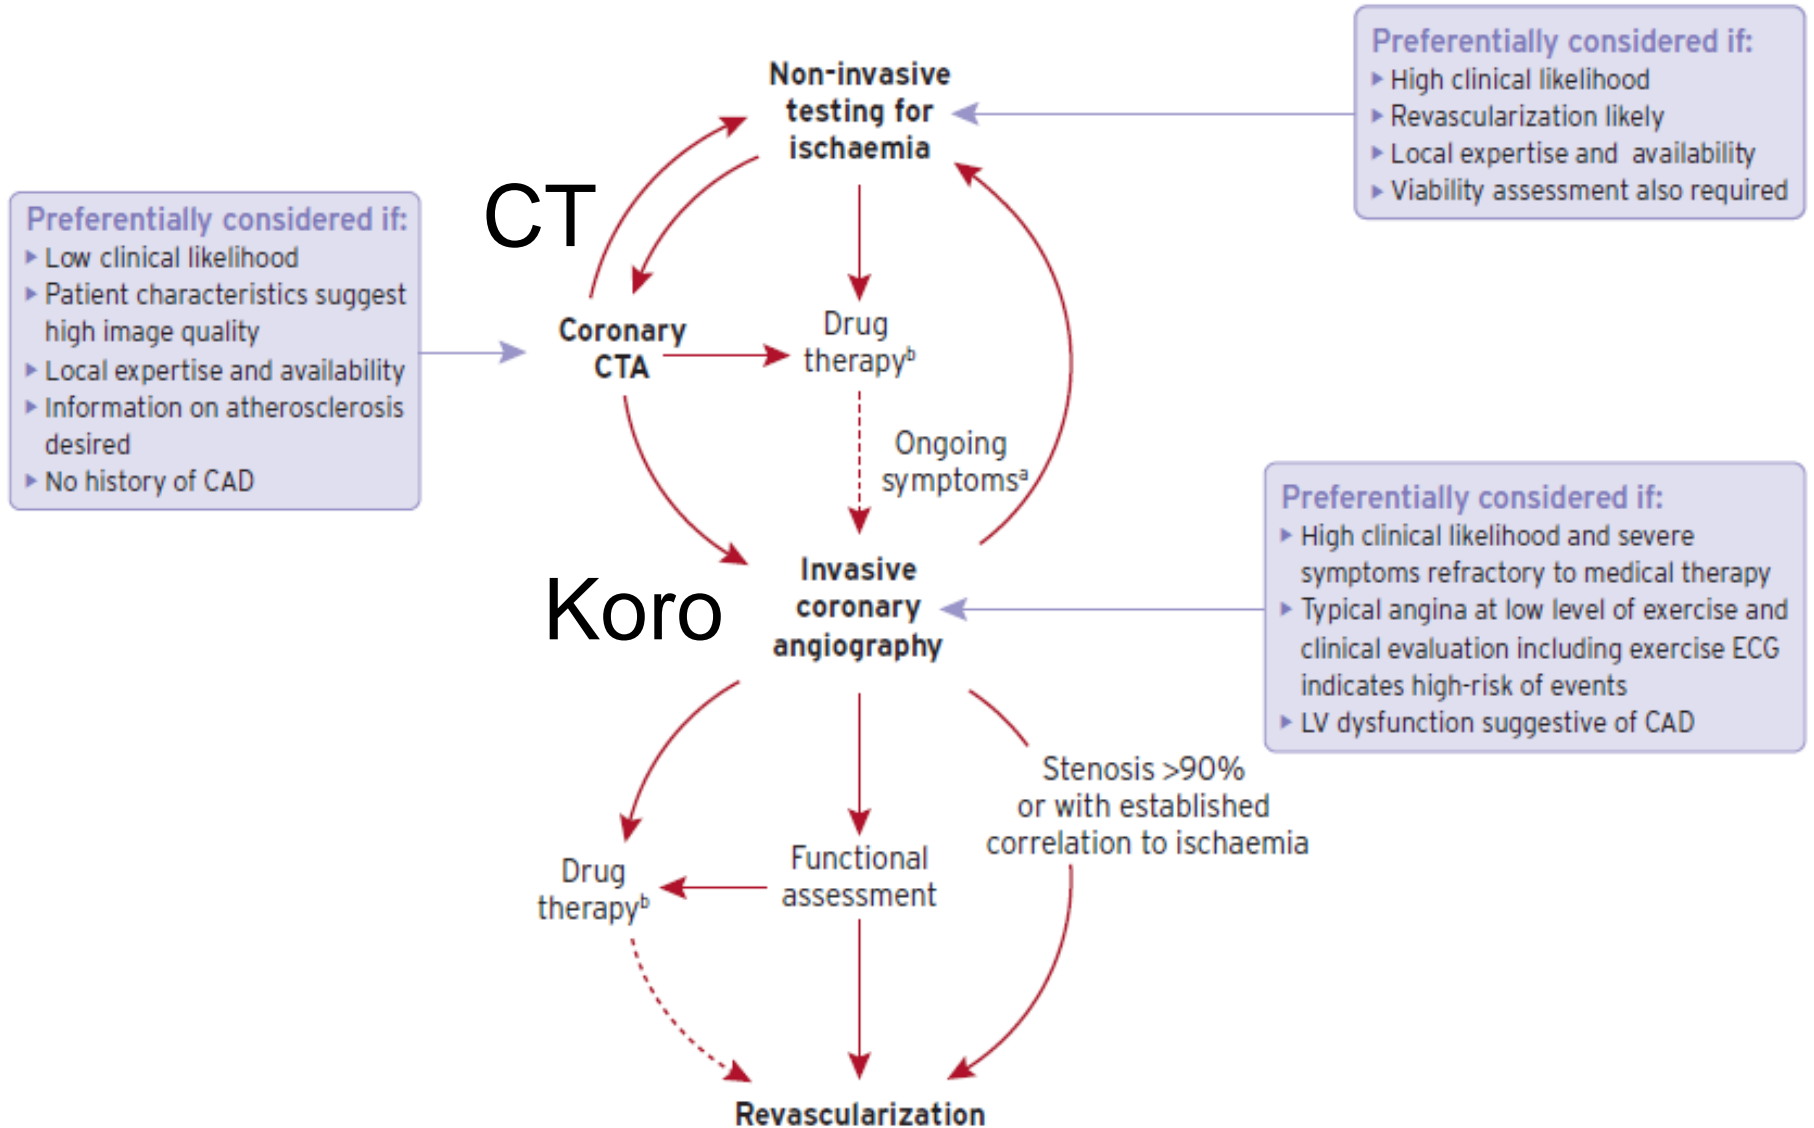 Preferentially considered if:
▸ High clinical likelihood
▸ Revascularization likely
▸ Local expertise and availability
▸ Viability assessment also required
Non-invasive
testing for
ischaemia
CT
Preferentially considered if:
▸ Low clinical likelihood
▸ Patient characteristics suggest
high image quality
▸ Local expertise and availability
▸ Information on atherosclerosis
desired
▸ No history of CAD
Coronary
CTA
Drug
therapyᵇ
Ongoing
symptomsᵃ
Preferentially considered if:
▸ High clinical likelihood and severe
symptoms refractory to medical therapy
▸ Typical angina at low level of exercise and
clinical evaluation including exercise ECG
indicates high-risk of events
▸ LV dysfunction suggestive of CAD
Koro
Invasive
coronary
angiography
Stenosis >90%
or with established
correlation to ischaemia
Functional
assessment
Drug
therapyᵇ
Revascularization